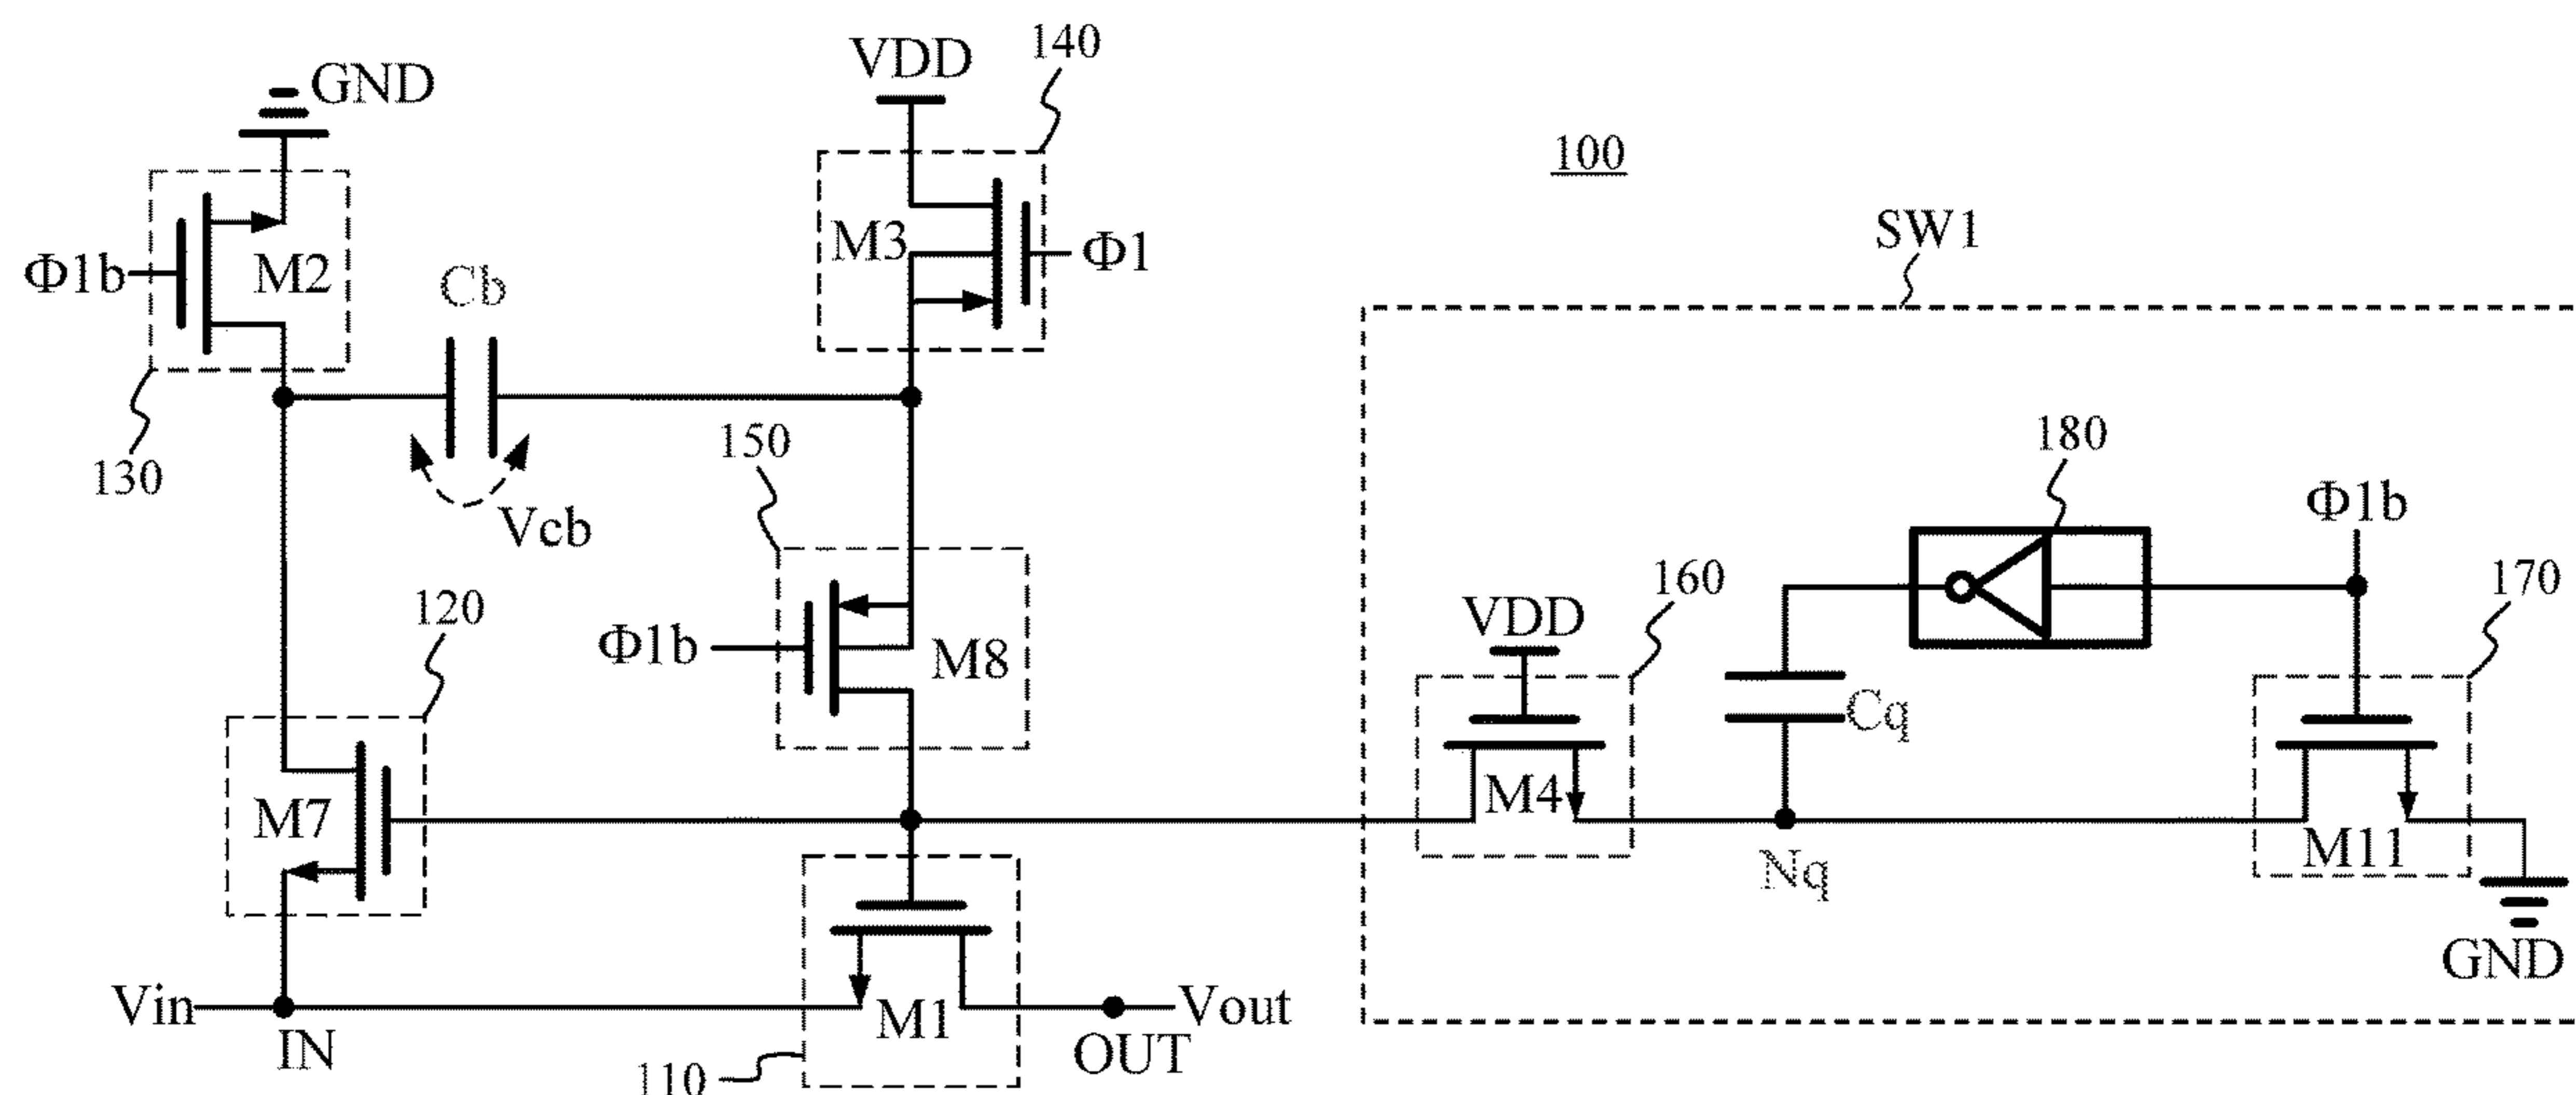 140
VDD
GND
100
SW1
M3
Φ1
Φ1b
M2
Cb
150
180
130
Φ1b
Vcb
160
170
120
VDD
Φ1b
M8
Cq
M4
M7
M11
Nq
GND
Vin
M1
Vout
IN
OUT
110